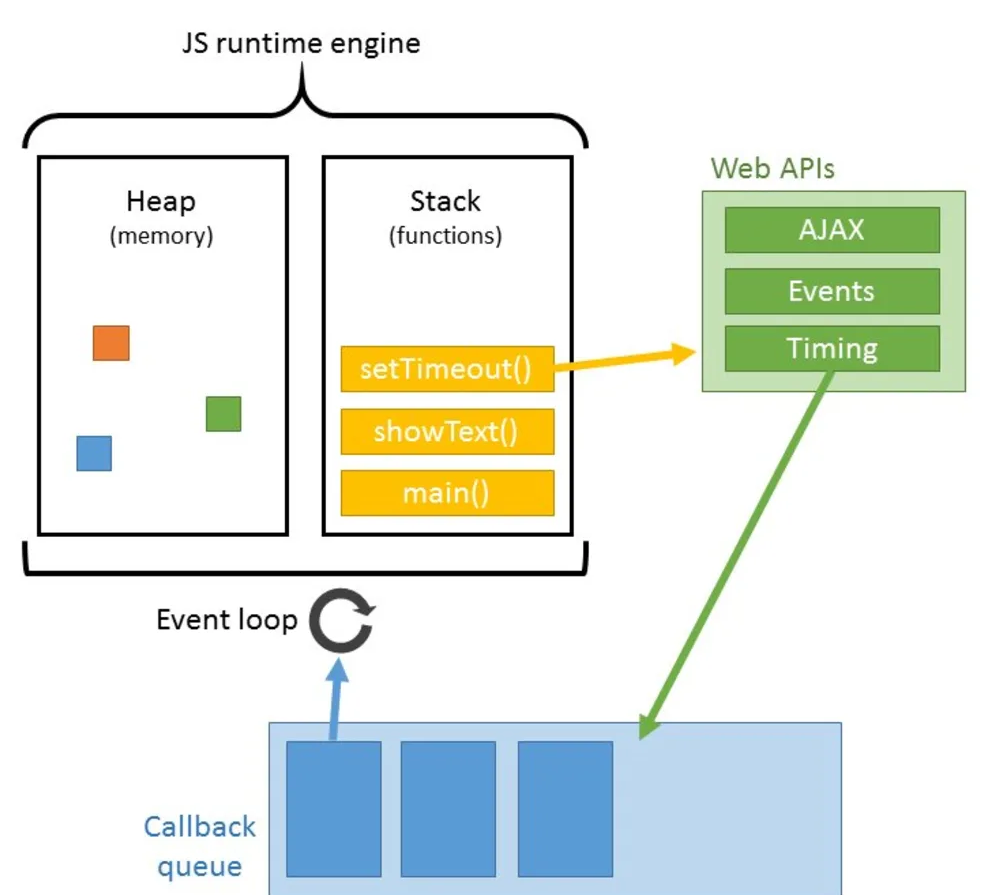 JS runtime engine
Heap
(memory)
Stack
(functions)
setTimeout()
showText()
main()
Web APIs
AJAX
Events
Timing
Event loop
Callback
queue